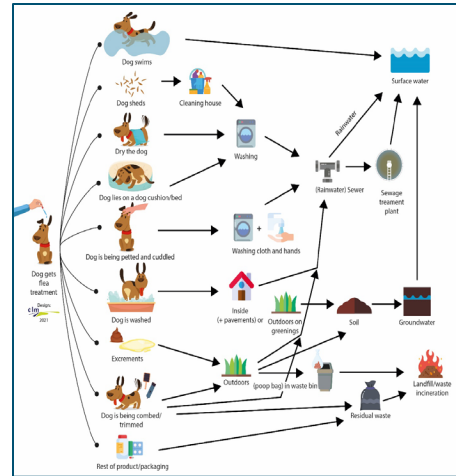 Dog swims
Surface water
Dog sheds
Cleaning house
Rainwater
Dry the dog
Washing
(Rainwater) Sewer
Sewage
treament
plant
Dog lies on a dog cushion/bed
Dog gets
flea
treatment
Design:
clm
2021
Dog is being petted and cuddled
Washing cloth and hands
Dog is washed
Inside
(+ pavements) or
Outdoors on
greenings
Soil
Groundwater
Excrements
Outdoors
(poop bag) in waste bin
Landfill/waste
incineration
Dog is being combed/
trimmed
Residual waste
Rest of product/packaging